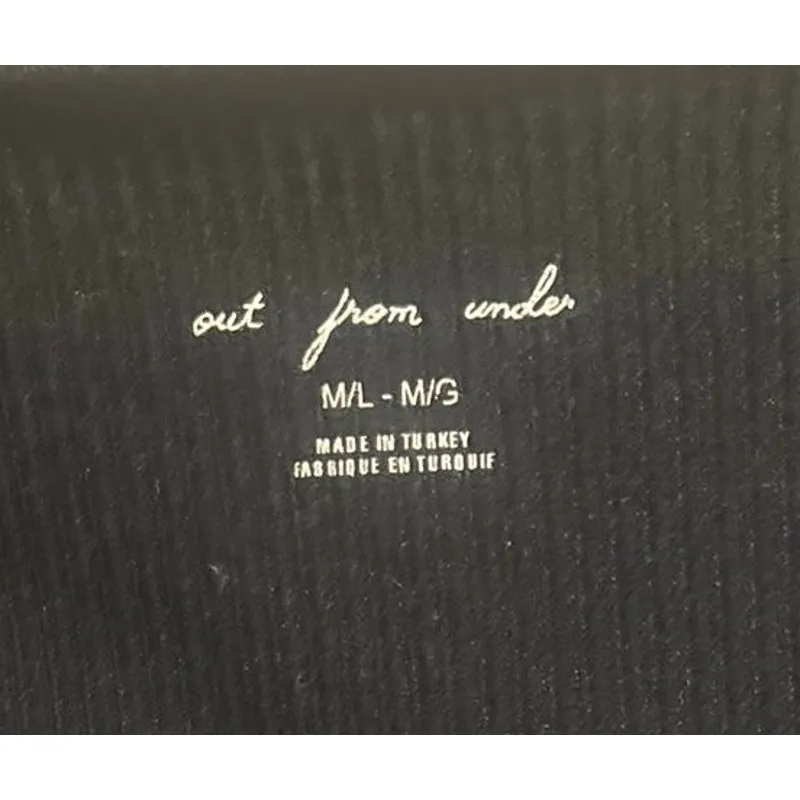 out from under
M/L - M/G
MADE IN TURKEY
FABRIQUE EN TURQUIE